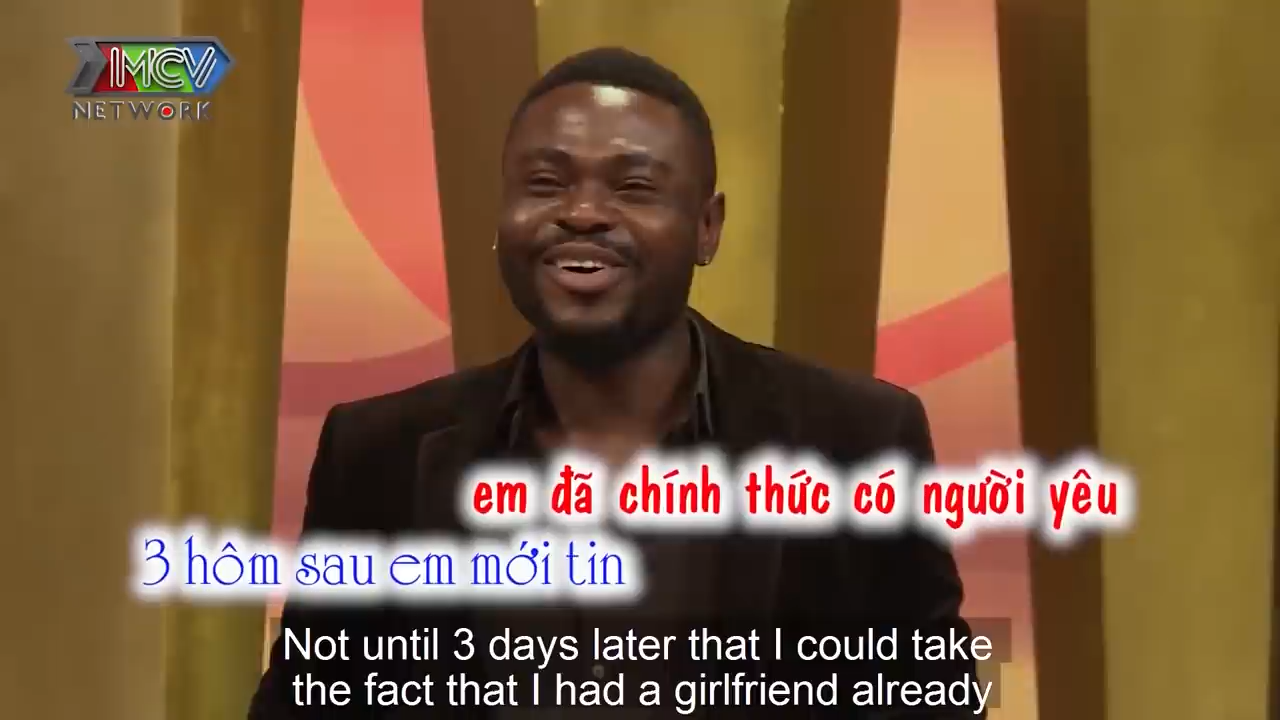 MCV
NETWORK
em đã chính thức có người yêu
3 hôm sau em mới tin
Not until 3 days later that I could take
the fact that I had a girlfriend already